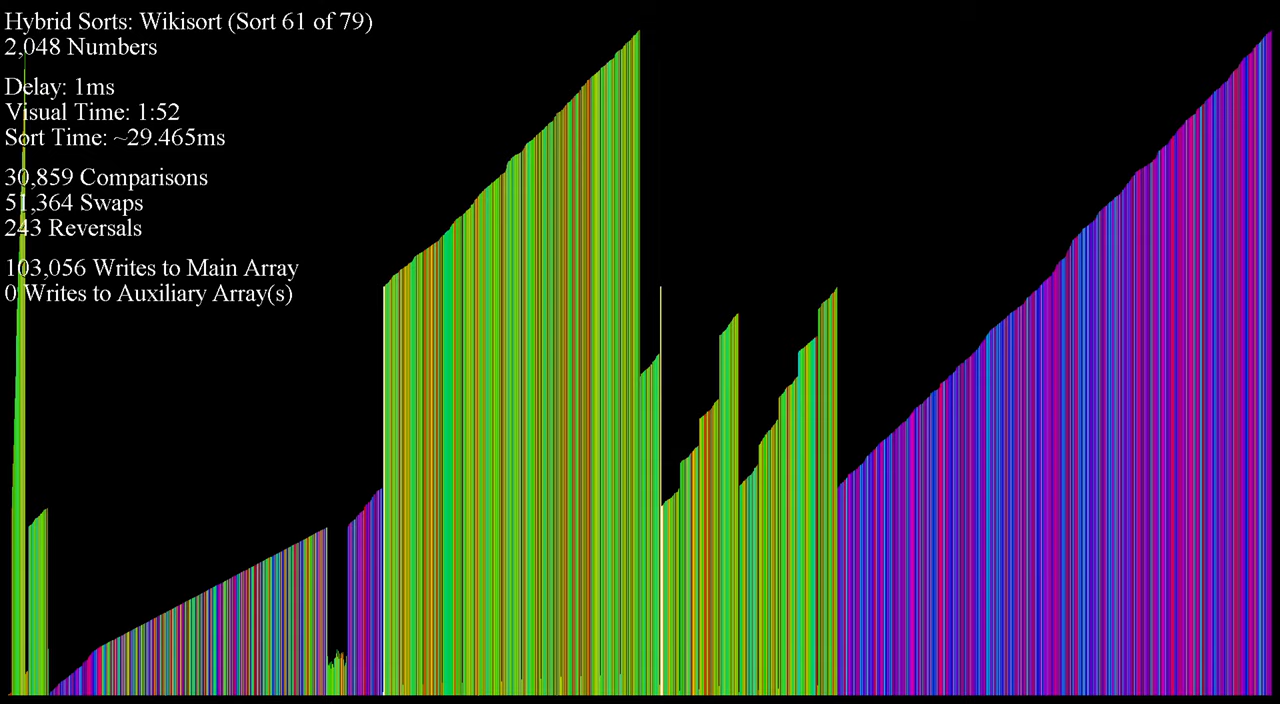 Hybrid Sorts: Wikisort (Sort 61 of 79)
2,048 Numbers
Delay: 1ms
Visual Time: 1:52
Sort Time: ~29.465ms
30,859 Comparisons
51,364 Swaps
243 Reversals
103,056 Writes to Main Array
0 Writes to Auxiliary Array(s)